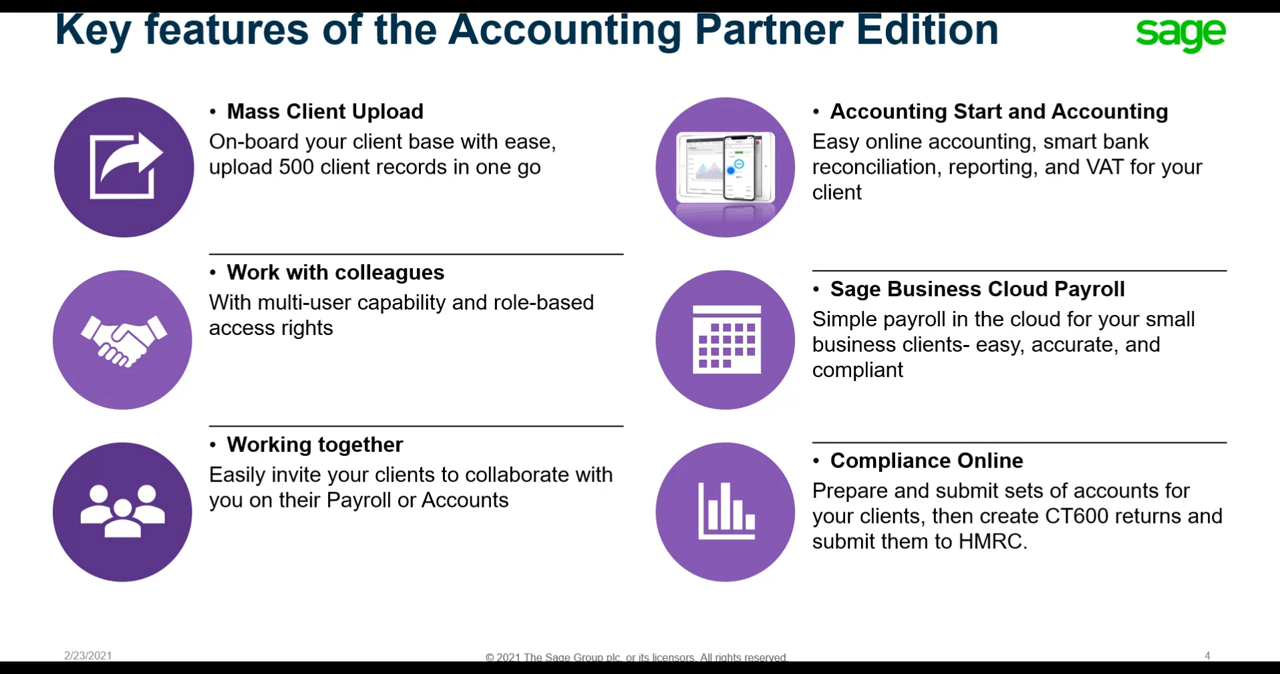 Key features of the Accounting Partner Edition
sage
• Mass Client Upload
On-board your client base with ease,
upload 500 client records in one go
• Work with colleagues
With multi-user capability and role-based
access rights
• Working together
Easily invite your clients to collaborate with
you on their Payroll or Accounts
• Accounting Start and Accounting
Easy online accounting, smart bank
reconciliation, reporting, and VAT for your
client
• Sage Business Cloud Payroll
Simple payroll in the cloud for your small
business clients- easy, accurate, and
compliant
• Compliance Online
Prepare and submit sets of accounts for
your clients, then create CT600 returns and
submit them to HMRC.
2/23/2021
© 2021 The Sage Group plc. or its licensors. All rights reserved.
4